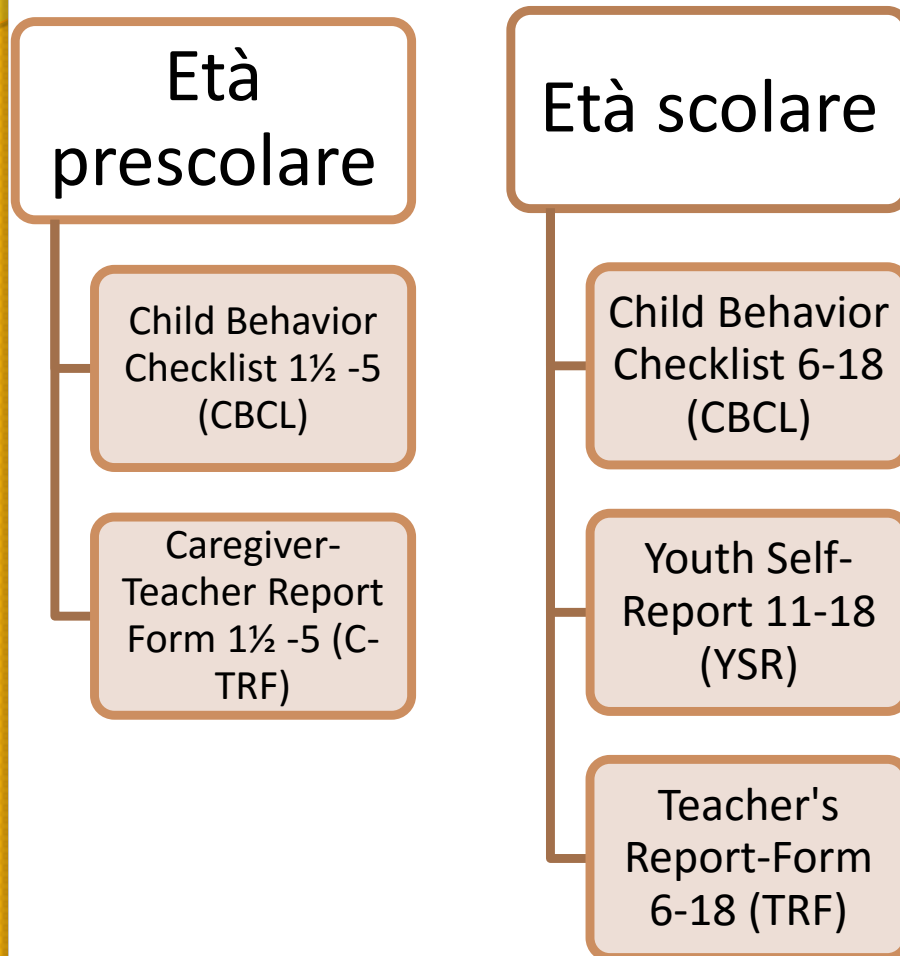 Età
prescolare
Child Behavior
Checklist 1½ -5
(CBCL)
Caregiver-
Teacher Report
Form 1½ -5 (C-
TRF)
Età scolare
Child Behavior
Checklist 6-18
(CBCL)
Youth Self-
Report 11-18
(YSR)
Teacher's
Report-Form
6-18 (TRF)